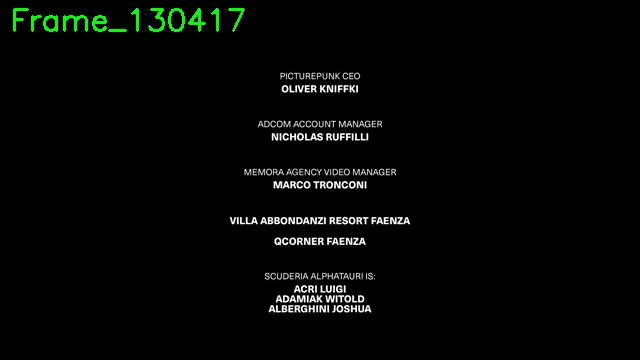 Frame_130417
PICTUREPUNK CEO
OLIVER KNIFFKI
ADCOM ACCOUNT MANAGER
NICHOLAS RUFFILLI
MEMORA AGENCY VIDEO MANAGER
MARCO TRONCONI
VILLA ABBONDANZI RESORT FAENZA
QCORNER FAENZA
SCUDERIA ALPHATAURI IS:
ACRI LUIGI
ADAMIAK WITOLD
ALBERGHINI JOSHUA